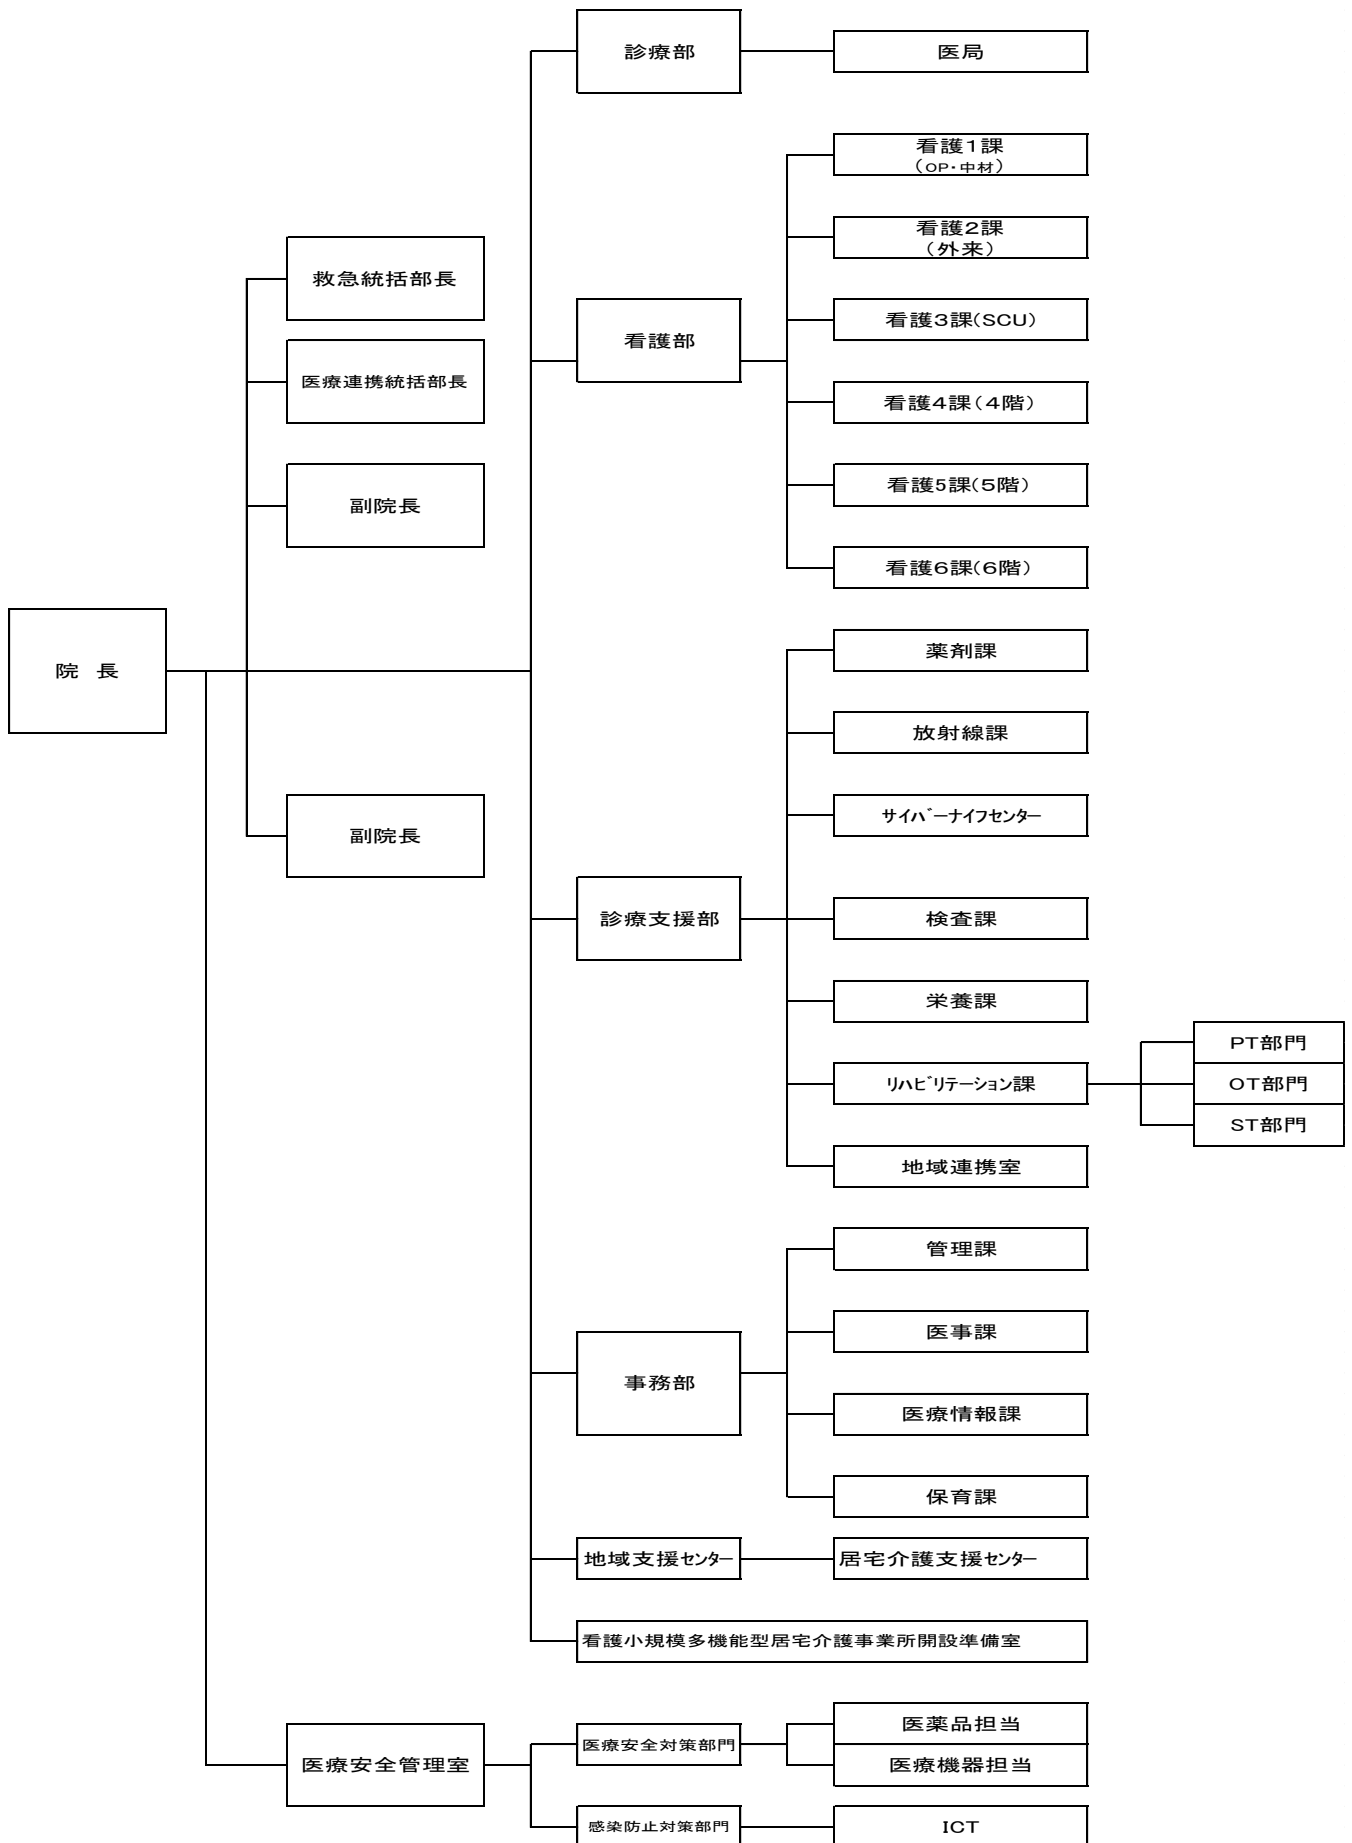 診療部
医局
看護1課
(OP・中材)
看護2課
(外来)
救急統括部長
看護部
看護3課(SCU)
医療連携統括部長
看護4課(4階)
副院長
看護5課(5階)
看護6課(6階)
院 長
薬剤課
放射線課
サイバーナイフセンター
副院長
診療支援部
検査課
栄養課
リハビリテーション課
PT部門
OT部門
ST部門
地域連携室
管理課
医事課
事務部
医療情報課
保育課
地域支援センター
居宅介護支援センター
看護小規模多機能型居宅介護事業所開設準備室
医療安全管理室
医療安全対策部門
医薬品担当
医療機器担当
感染防止対策部門
ICT